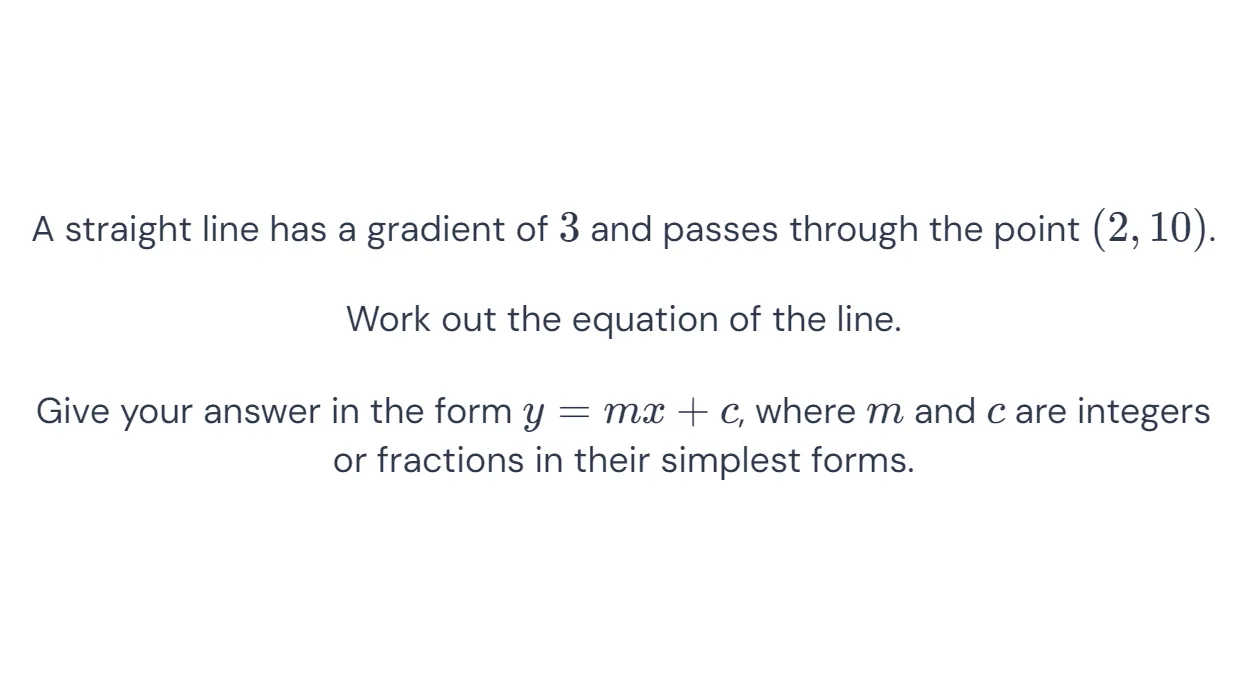 A straight line has a gradient of 3 and passes through the point (2, 10).
Work out the equation of the line.
Give your answer in the form y = mx + c, where m and c are integers
or fractions in their simplest forms.